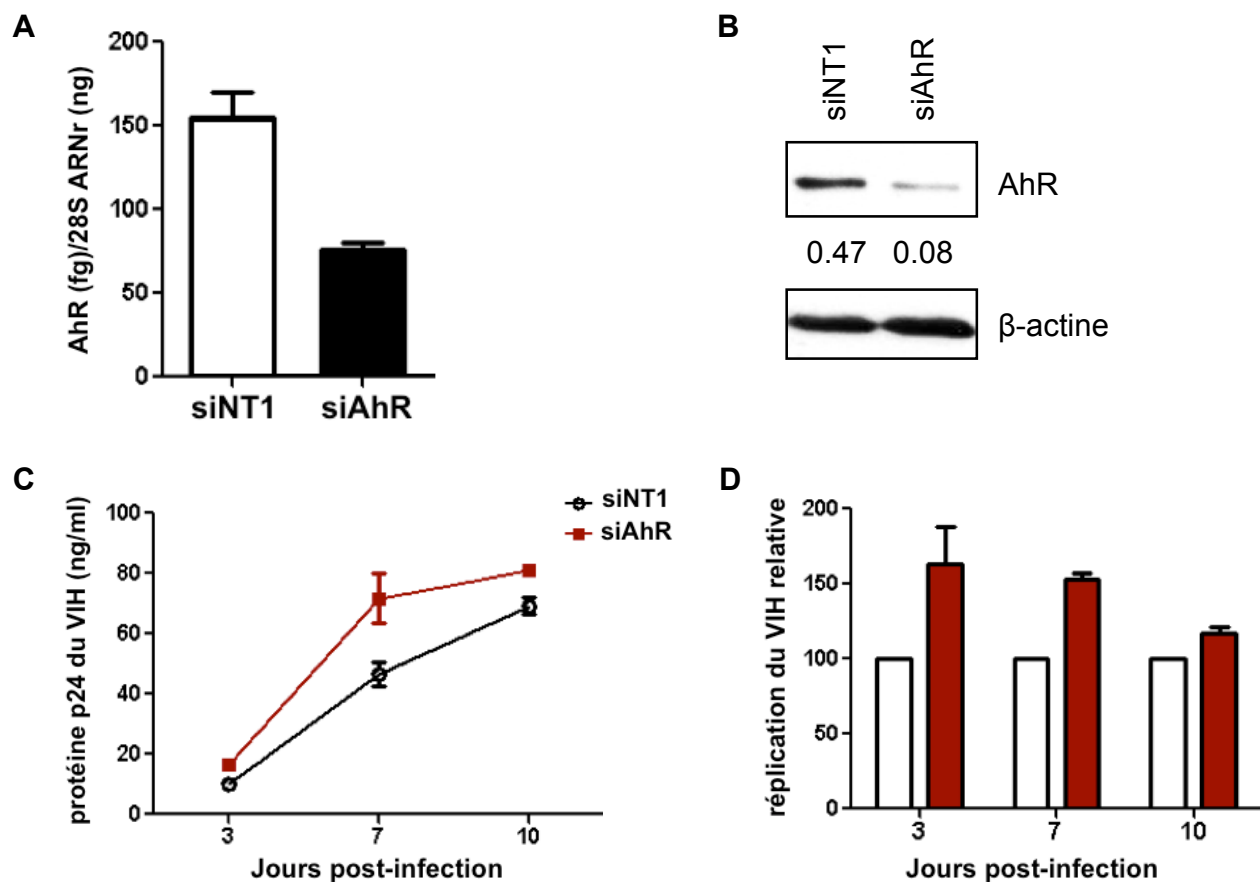 A
AhR (fg)/28S ARNr (ng)
200
150
100
50
0
siNT1 siAhR
B
siNT1 siAhR
AhR
0.47 0.08
β-actine
C
protéine p24 du VIH (ng/ml)
100
80
60
40
20
0
3 7 10
Jours post-infection
siNT1
siAhR
D
réplication du VIH relative
200
150
100
50
0
3 7 10
Jours post-infection